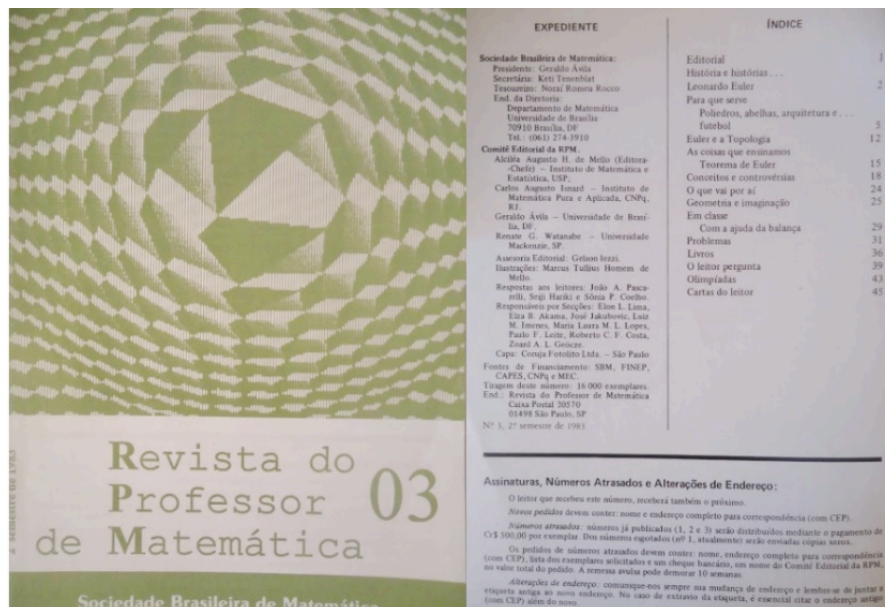 Revista do
Professor
de Matemática
03
Sociedade Brasileira de Matemática
EXPEDIENTE
Sociedade Brasileira de Matemática:
Presidente: Geraldo Ávila
Secretária: Keti Tenenblat
Tesoureiro: Noraí Romeu Rocco
End. da Diretoria:
Departamento de Matemática
Universidade de Brasília
70910 Brasília, DF
Tel.: (061) 274-3910
Comitê Editorial da RPM.
Alciléa Augusto H. de Mello (Editora-
-Chefe) — Instituto de Matemática e
Estatística, USP;
Carlos Augusto Isnard — Instituto de
Matemática Pura e Aplicada, CNPq,
RJ.
Geraldo Ávila — Universidade de Brasí-
lia, DF.
Renate G. Watanabe — Universidade
Mackenzie, SP.
Assessoria Editorial: Gelson Iezzi.
Ilustrações: Marcus Tullius Homem de
Mello.
Respostas aos leitores: João A. Pasca-
relli, Seiji Hariki e Sônia P. Coelho.
Responsáveis por Secções: Elon L. Lima,
Elza B. Akama, José Jakubovic, Luiz
M. Imenes, Maria Laura M. L. Lopes,
Paulo F. Leite, Roberto C. F. Costa,
Zoard A. L. Geöcze.
Capa: Coruja Fotolito Ltda. — São Paulo
Fontes de Financiamento: SBM, FINEP,
CAPES, CNPq e MEC.
Tiragem deste número: 16 000 exemplares.
End.: Revista do Professor de Matemática
Caixa Postal 20570
01498 São Paulo, SP
Nº 3, 2º semestre de 1983
ÍNDICE
Editorial 1
História e histórias . . .
Leonardo Euler 2
Para que serve
Poliedros, abelhas, arquitetura e . . .
futebol 5
Euler e a Topologia 12
As coisas que ensinamos
Teorema de Euler 15
Conceitos e controvérsias 18
O que vai por aí 24
Geometria e imaginação 25
Em classe
Com a ajuda da balança 29
Problemas 31
Livros 36
O leitor pergunta 39
Olimpíadas 43
Cartas do leitor 45
Assinaturas, Números Atrasados e Alterações de Endereço:
O leitor que recebeu este número, receberá também o próximo.
Novos pedidos devem conter: nome e endereço completo para correspondência (com CEP).
Números atrasados: números já publicados (1, 2 e 3) serão distribuídos mediante o pagamento de
Cr$ 500,00 por exemplar. Dos números esgotados (nº 1, atualmente) serão enviadas cópias xerox.
Os pedidos de números atrasados devem conter: nome, endereço completo para correspondência
(com CEP), lista dos exemplares solicitados e um cheque bancário, em nome do Comitê Editorial da RPM,
no valor total do pedido. A remessa avulsa pode demorar 10 semanas.
Alterações de endereço: comunique-nos sempre sua mudança de endereço e lembre-se de juntar a
etiqueta antiga ao novo endereço. No caso de extravio da etiqueta, é essencial citar o endereço antigo
(com CEP) além do novo.